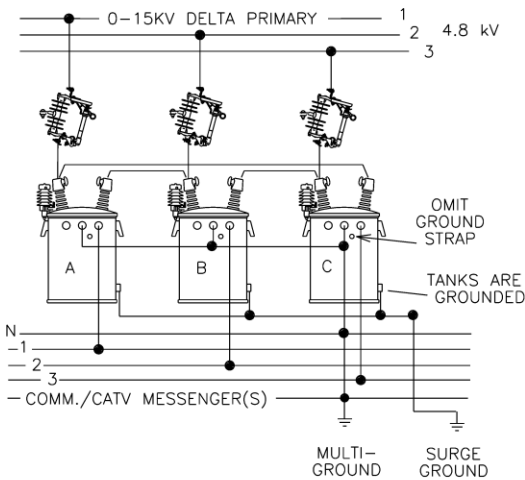 0-15KV DELTA PRIMARY 1
2 4.8 kV
3
OMIT
GROUND
STRAP
A B C
TANKS ARE
GROUNDED
N
1
2
3
COMM./CATV MESSENGER(S)
MULTI-
GROUND
SURGE
GROUND